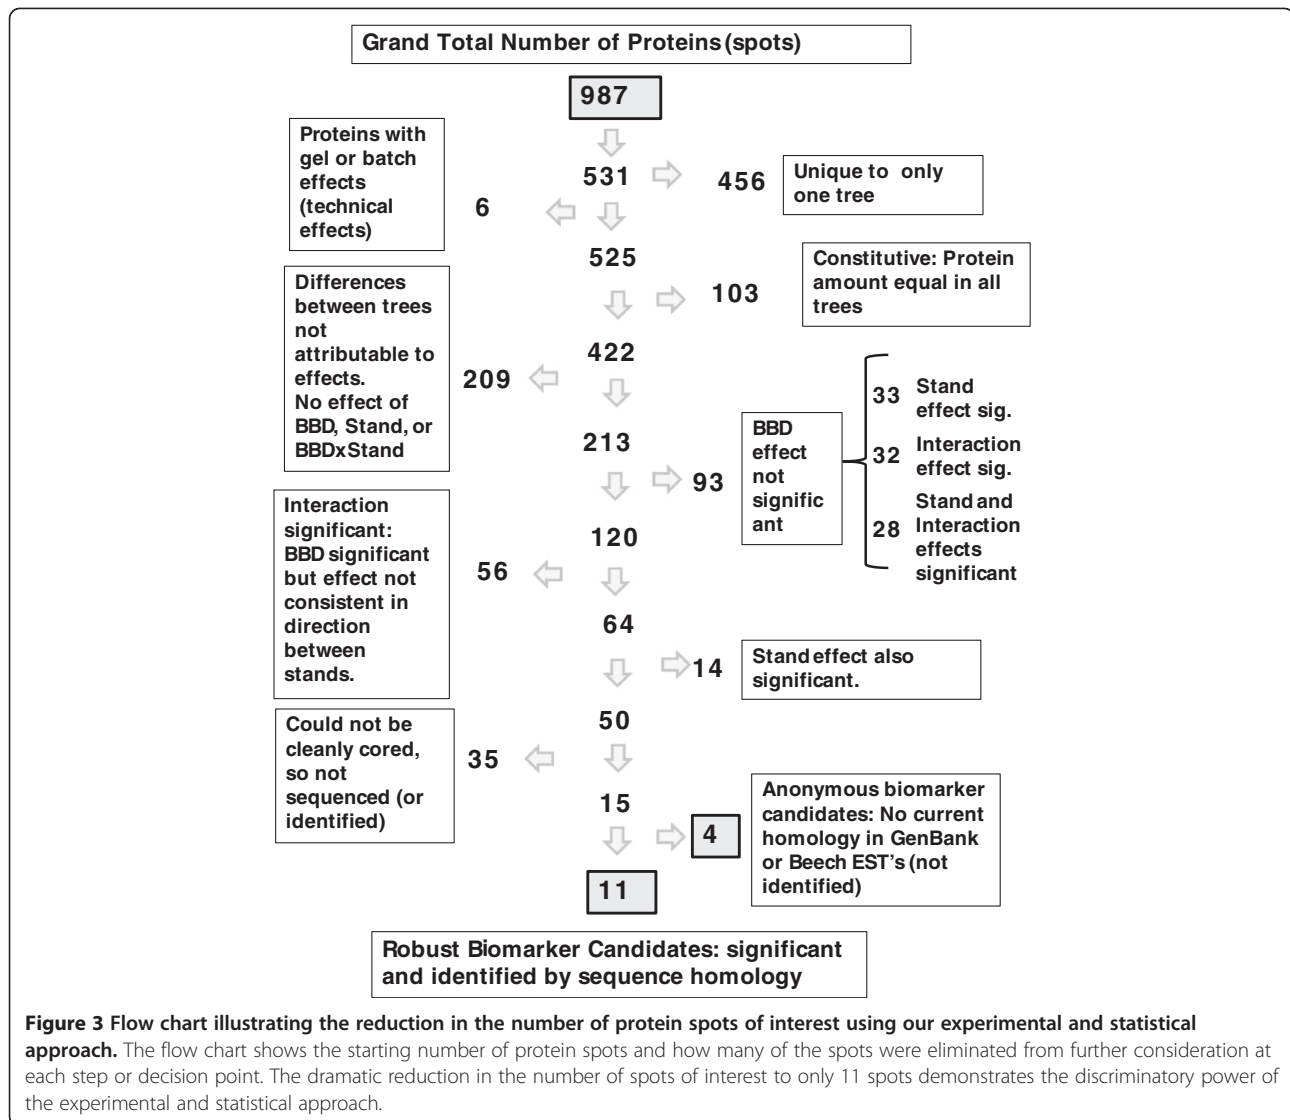 Grand Total Number of Proteins (spots)
987
Proteins with
gel or batch
effects
(technical
effects)
6
531
456
Unique to only
one tree
525
103
Constitutive: Protein
amount equal in all
trees
Differences
between trees
not
attributable to
effects.
No effect of
BBD, Stand, or
BBDxStand
209
422
213
93
BBD
effect
not
signific
ant
33
Stand
effect sig.
32
Interaction
effect sig.
28
Stand and
Interaction
effects
significant
Interaction
significant:
BBD significant
but effect not
consistent in
direction
between
stands.
56
120
64
14
Stand effect also
significant.
50
Could not be
cleanly cored,
so not
sequenced (or
identified)
35
15
4
Anonymous biomarker
candidates: No current
homology in GenBank
or Beech EST's (not
identified)
11
Robust Biomarker Candidates: significant
and identified by sequence homology
Figure 3 Flow chart illustrating the reduction in the number of protein spots of interest using our experimental and statistical
approach. The flow chart shows the starting number of protein spots and how many of the spots were eliminated from further consideration at
each step or decision point. The dramatic reduction in the number of spots of interest to only 11 spots demonstrates the discriminatory power of
the experimental and statistical approach.